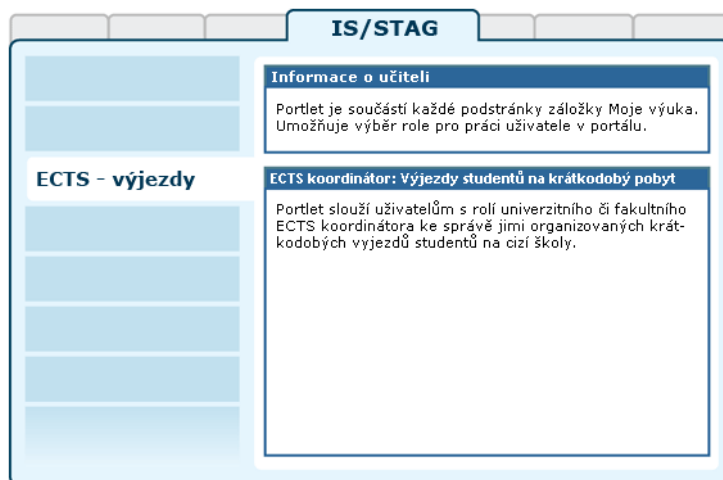 IS/STAG
Informace o učiteli
Portlet je součástí každé podstránky záložky Moje výuka.
Umožňuje výběr role pro práci uživatele v portálu.
ECTS - výjezdy
ECTS koordinátor: Výjezdy studentů na krátkodobý pobyt
Portlet slouží uživatelům s rolí univerzitního či fakultního
ECTS koordinátora ke správě jimi organizovaných krát-
kodobých vyjezdů studentů na cizí školy.